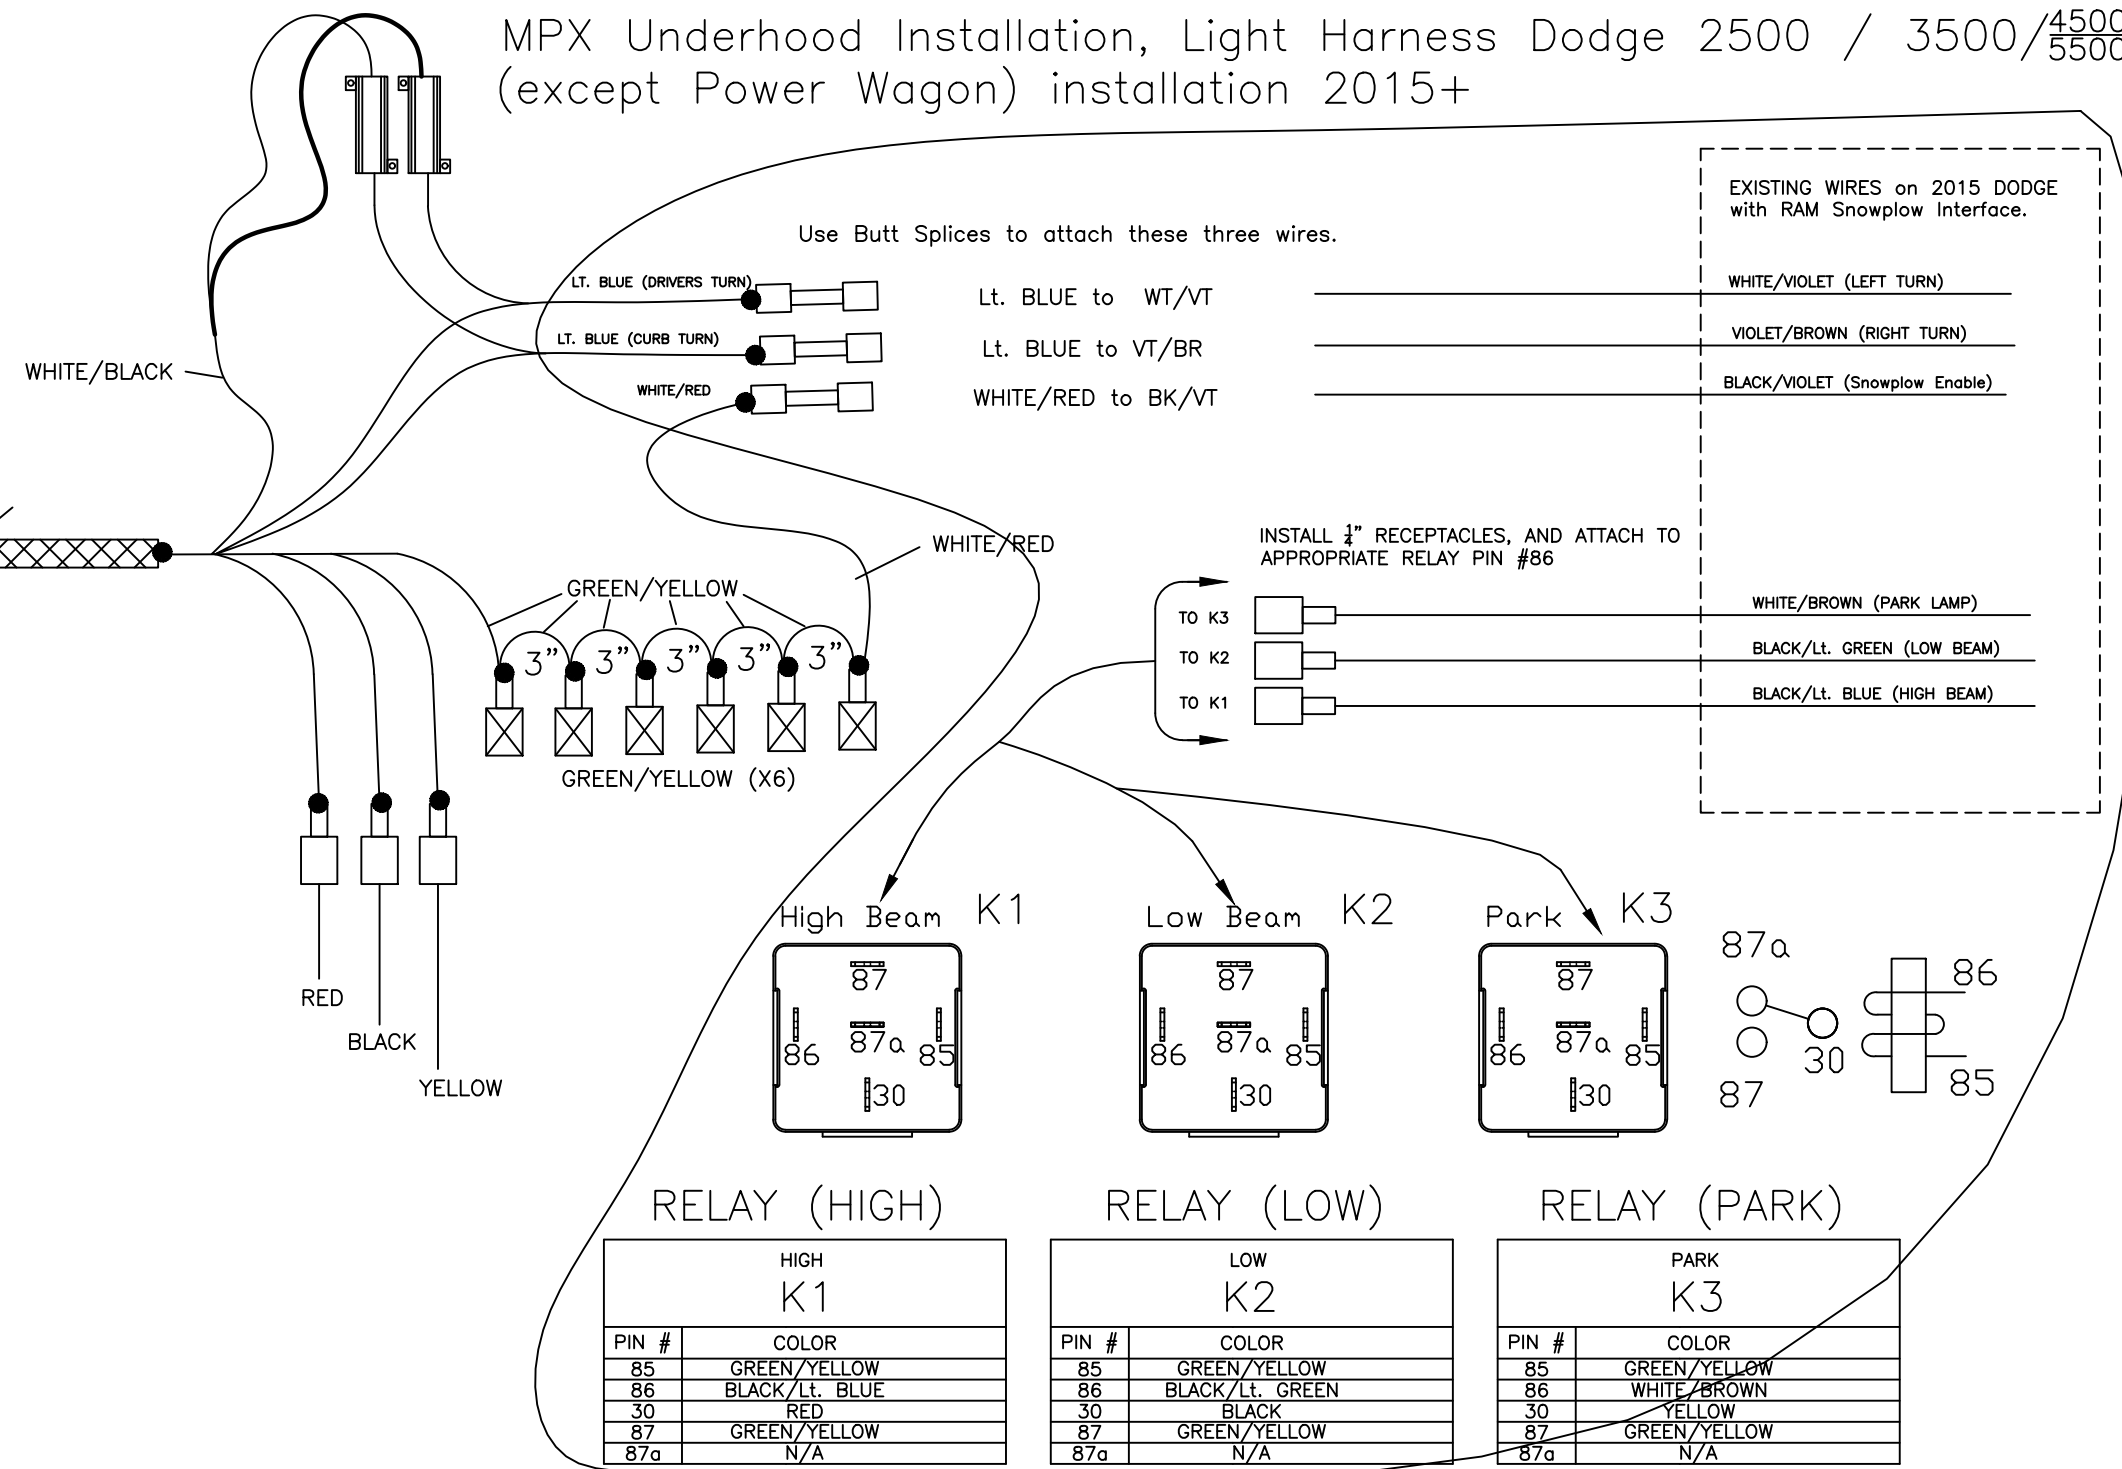 MPX Underhood Installation, Light Harness Dodge 2500 / 3500/4500
5500
(except Power Wagon) installation 2015+
EXISTING WIRES on 2015 DODGE
with RAM Snowplow Interface.
Use Butt Splices to attach these three wires.
LT. BLUE (DRIVERS TURN)
Lt. BLUE to WT/VT
WHITE/VIOLET (LEFT TURN)
LT. BLUE (CURB TURN)
Lt. BLUE to VT/BR
VIOLET/BROWN (RIGHT TURN)
WHITE/BLACK
WHITE/RED
WHITE/RED to BK/VT
BLACK/VIOLET (Snowplow Enable)
WHITE/RED
INSTALL 1/4" RECEPTACLES, AND ATTACH TO
APPROPRIATE RELAY PIN #86
GREEN/YELLOW
3" 3" 3" 3" 3"
GREEN/YELLOW (X6)
TO K3
WHITE/BROWN (PARK LAMP)
TO K2
BLACK/Lt. GREEN (LOW BEAM)
TO K1
BLACK/Lt. BLUE (HIGH BEAM)
RED
BLACK
YELLOW
High Beam K1
87
86 87a 85
30
Low Beam K2
87
86 87a 85
30
Park K3
87
86 87a 85
30
87a
86
30
87
85
RELAY (HIGH)
HIGH
K1
PIN # COLOR
85 GREEN/YELLOW
86 BLACK/Lt. BLUE
30 RED
87 GREEN/YELLOW
87a N/A
RELAY (LOW)
LOW
K2
PIN # COLOR
85 GREEN/YELLOW
86 BLACK/Lt. GREEN
30 BLACK
87 GREEN/YELLOW
87a N/A
RELAY (PARK)
PARK
K3
PIN # COLOR
85 GREEN/YELLOW
86 WHITE/BROWN
30 YELLOW
87 GREEN/YELLOW
87a N/A